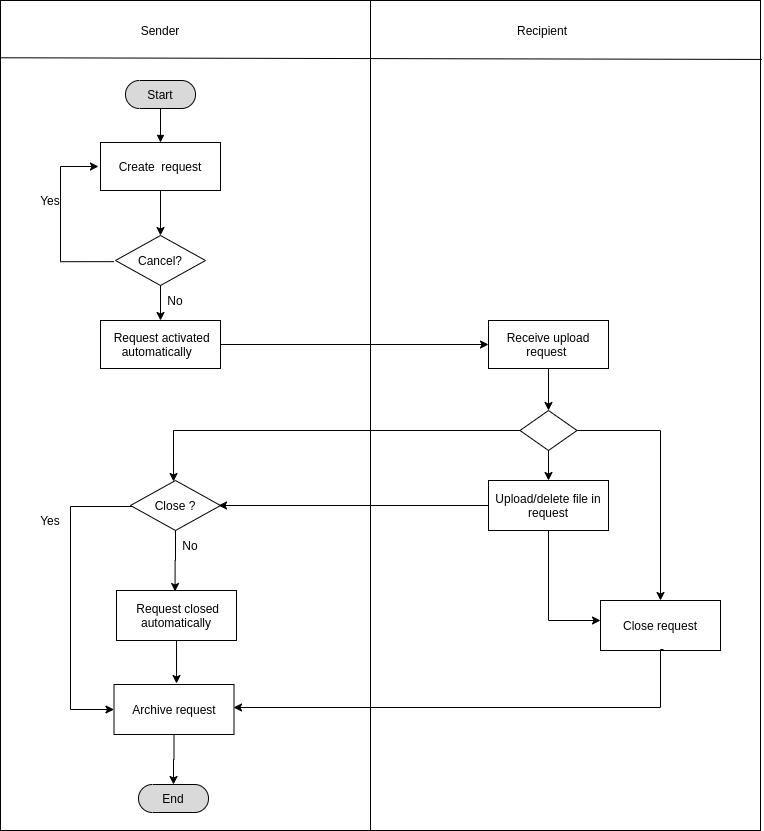 Sender
Recipient
Start
Create  request
Yes
Cancel?
No
Request activated
automatically
Receive upload
request
Close ?
Upload/delete file in
request
Yes
No
Request closed
automatically
Close request
Archive request
End